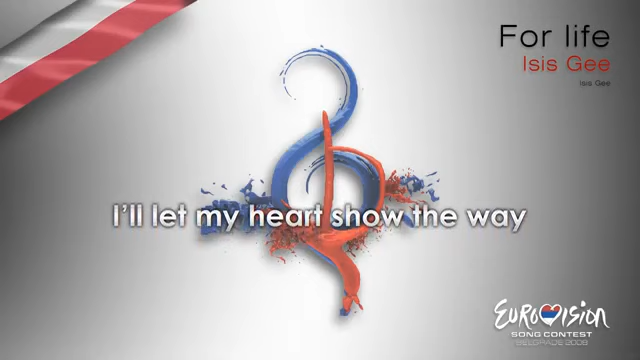 For life
Isis Gee
Isis Gee
I'll let my heart show the way
EUROVISION
SONG CONTEST
BELGRADE 2008